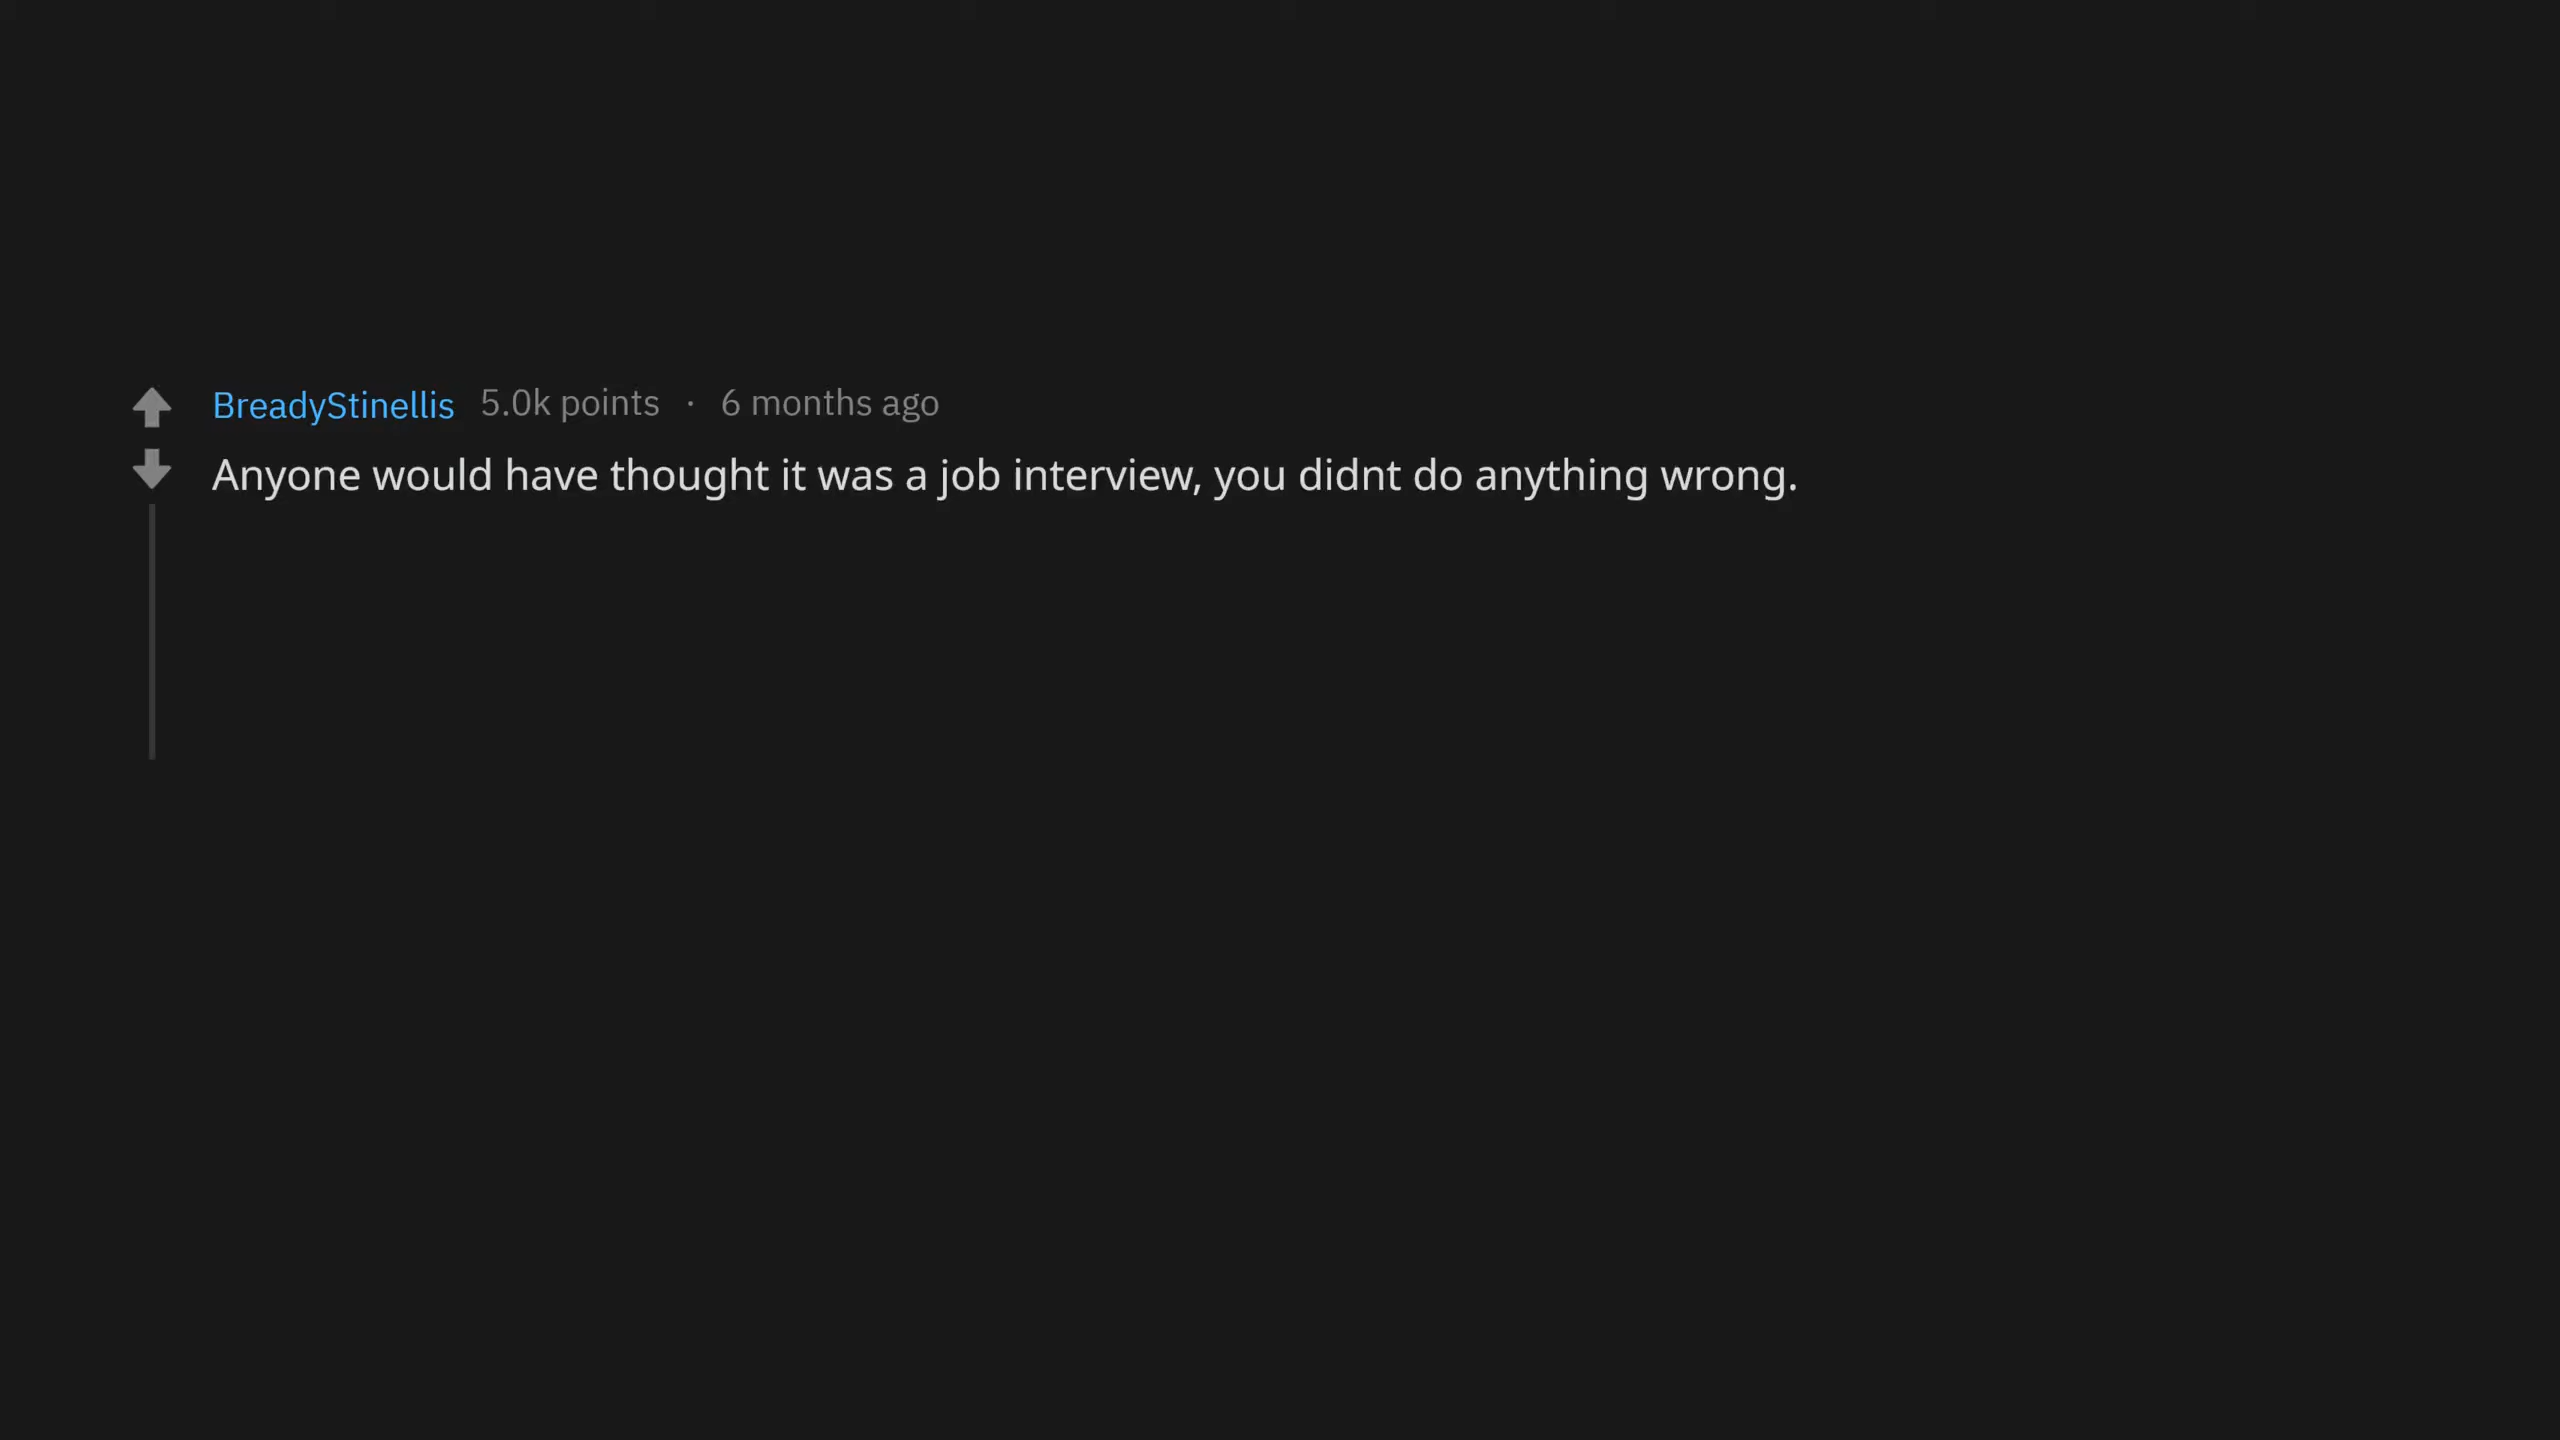 BreadyStinellis 5.0k points · 6 months ago
Anyone would have thought it was a job interview, you didnt do anything wrong.